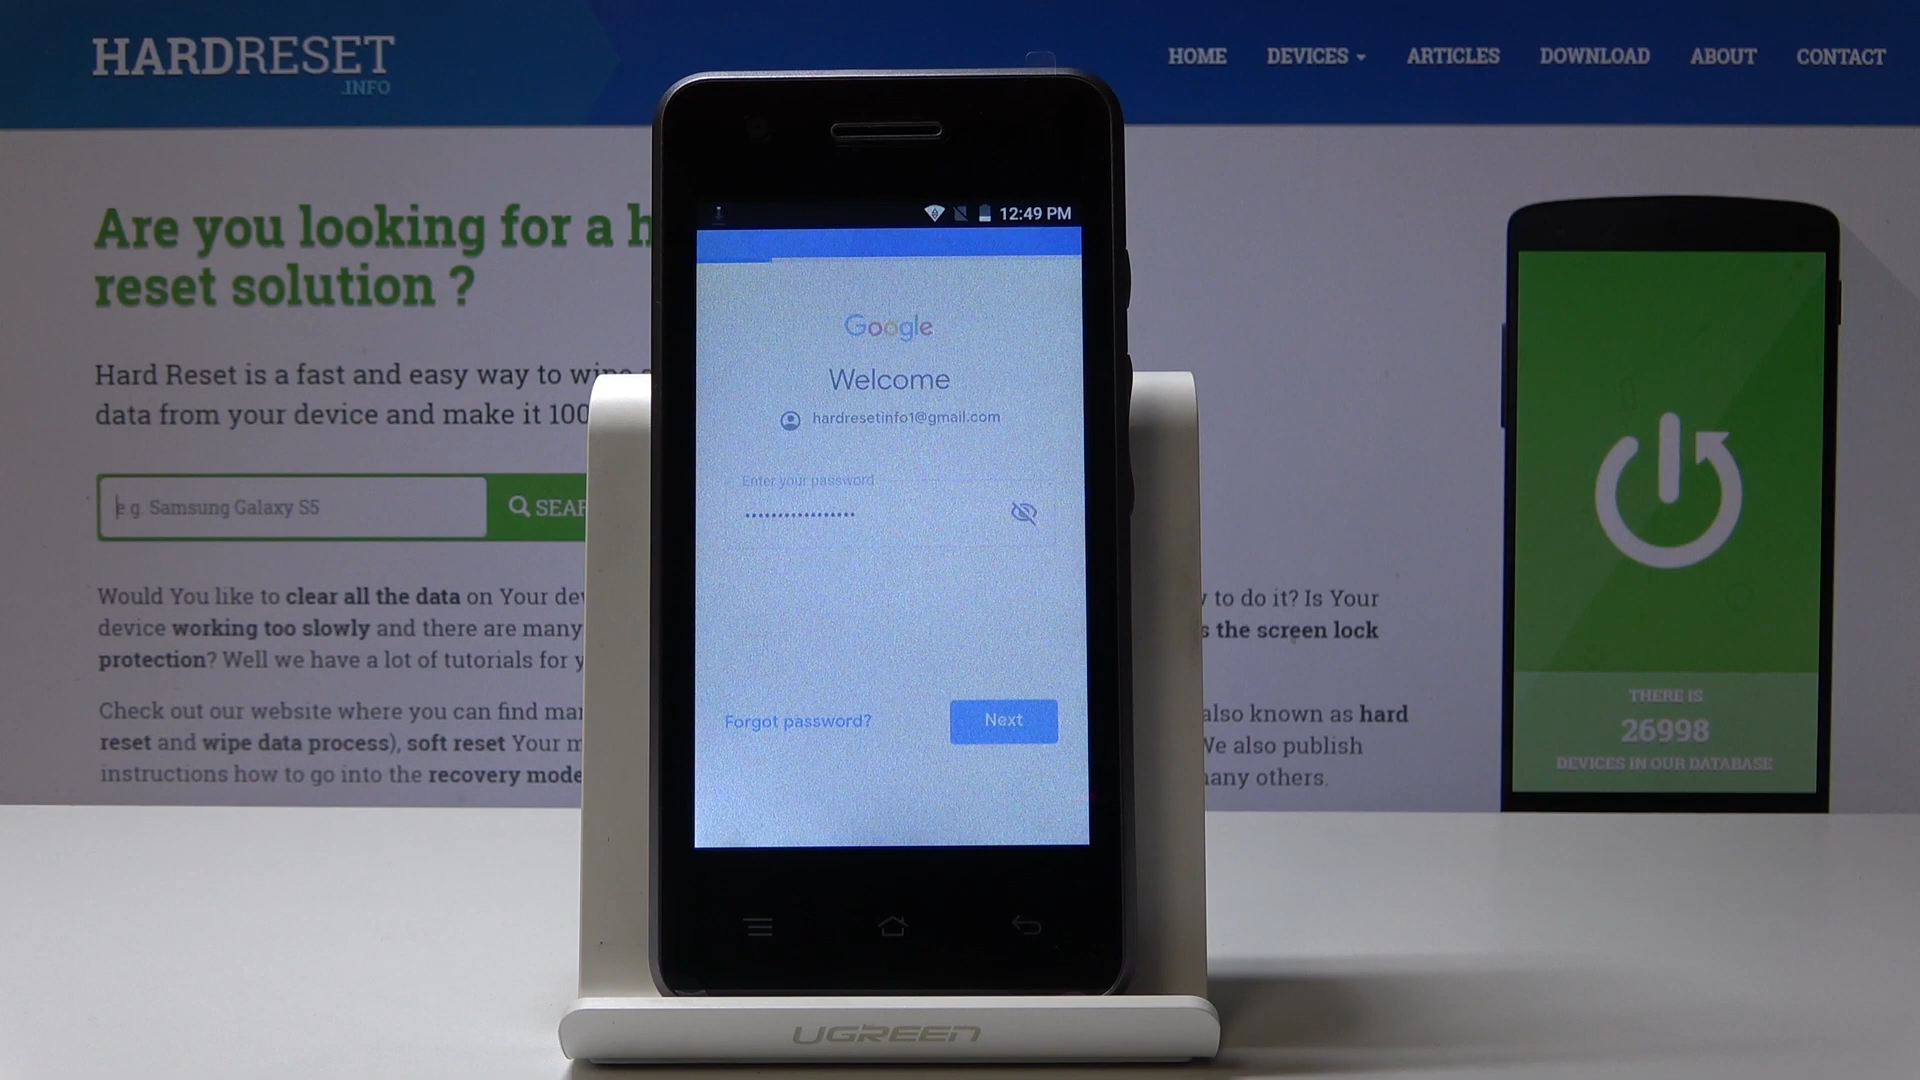 HARDRESET
.INFO
HOME DEVICES ARTICLES DOWNLOAD ABOUT CONTACT
Are you looking for a h
reset solution ?
Hard Reset is a fast and easy way to wipe
data from your device and make it 100
e.g. Samsung Galaxy S5
SEAR
Would You like to clear all the data on Your dev
device working too slowly and there are many
protection? Well we have a lot of tutorials for y
Check out our website where you can find man
reset and wipe data process), soft reset Your m
instructions how to go into the recovery mode
12:49 PM
Google
Welcome
hardresetinfo1@gmail.com
Enter your password
Forgot password?
Next
y to do it? Is Your
s the screen lock
also known as hard
We also publish
many others.
THERE IS
26998
DEVICES IN OUR DATABASE
UGREEN